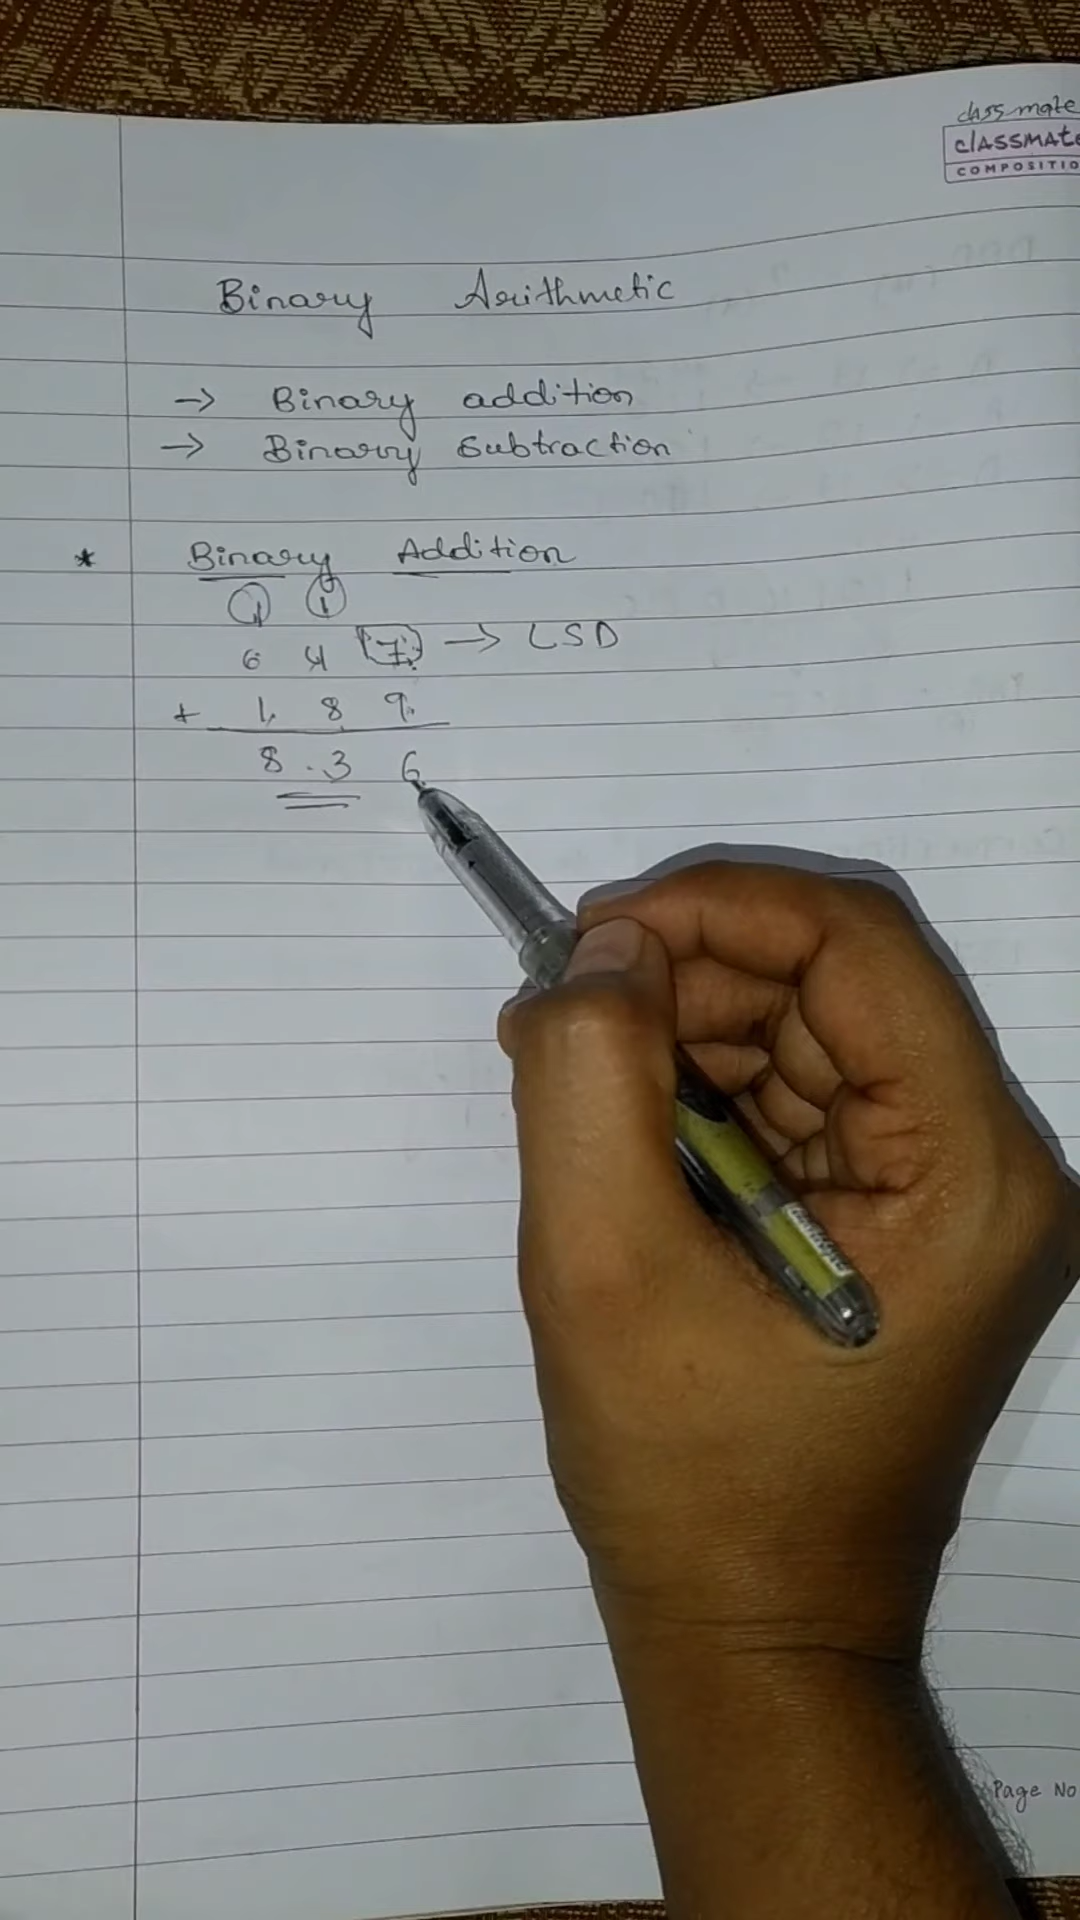 classmate
CLASSMATE
COMPOSITIO
Binary Arithmetic
→ Binary addition
→ Binary Subtraction
* Binary Addition
1 1
6 4 7 → LSD
+ 1 8 9
8 3 6
Page No